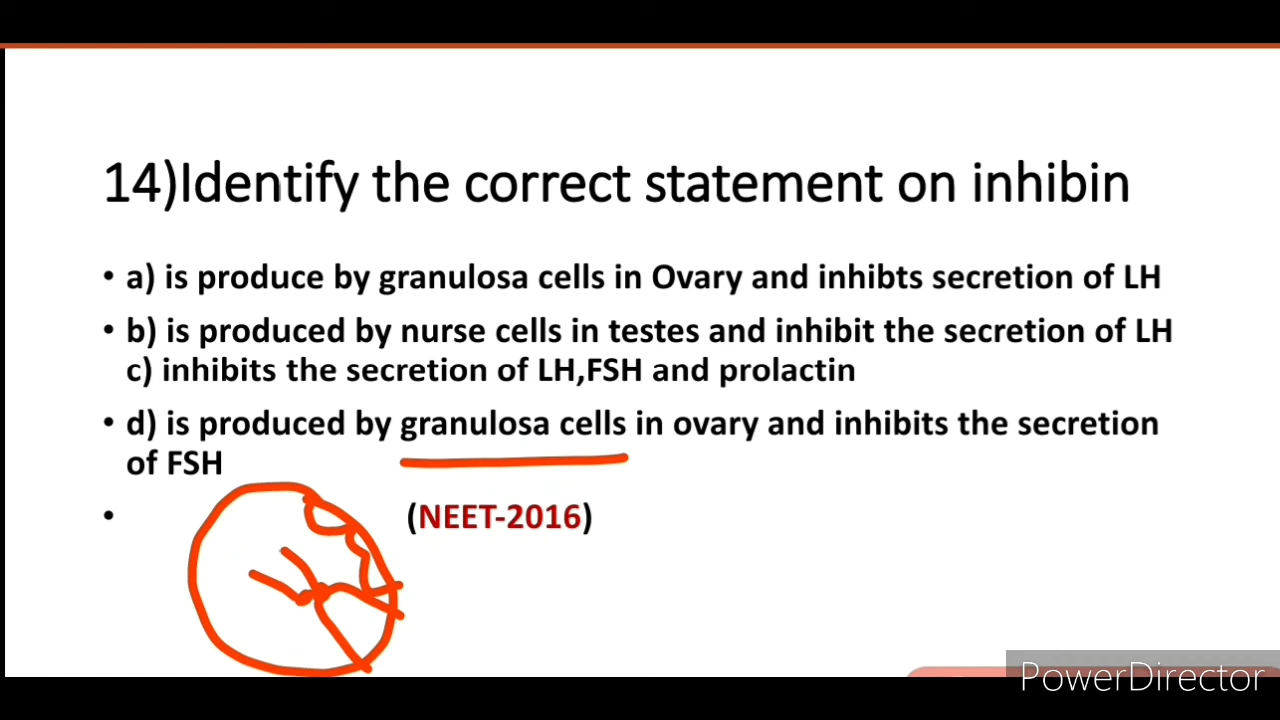 14)Identify the correct statement on inhibin
• a) is produce by granulosa cells in Ovary and inhibts secretion of LH
• b) is produced by nurse cells in testes and inhibit the secretion of LH
c) inhibits the secretion of LH,FSH and prolactin
• d) is produced by granulosa cells in ovary and inhibits the secretion
of FSH
• (NEET-2016)
PowerDirector